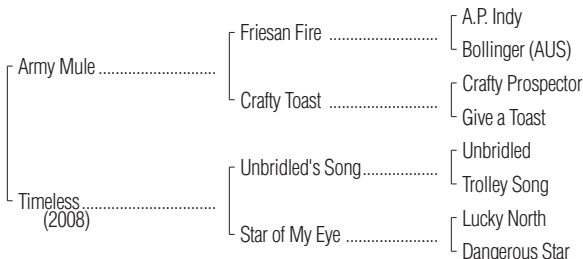 A.P. Indy
Friesan Fire ......................
Bollinger (AUS)
Army Mule ........................
Crafty Prospector
Crafty Toast ......................
Give a Toast
Unbridled
Unbridled's Song...............
Trolley Song
Timeless...........................
(2008)
Lucky North
Star of My Eye ..................
Dangerous Star